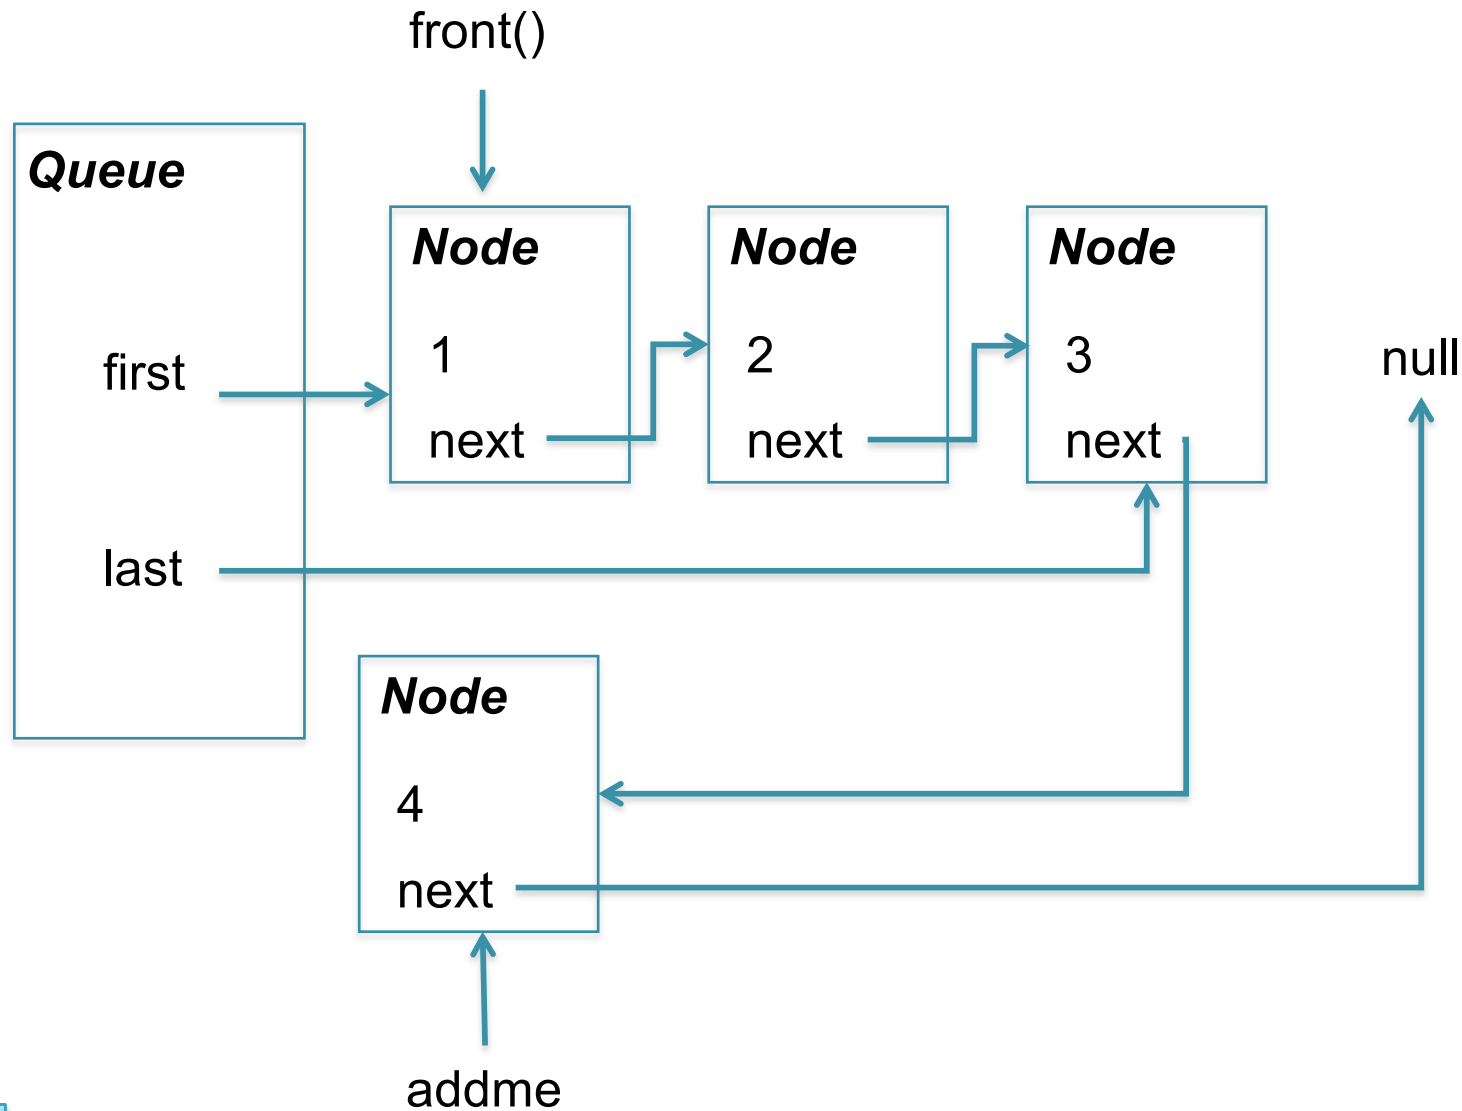 front()
Queue
first
last
Node
1
next
Node
2
next
Node
3
next
null
Node
4
next
addme